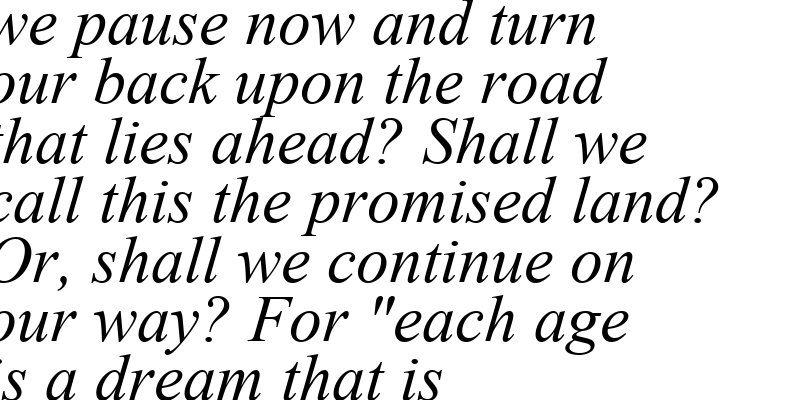 we pause now and turn
our back upon the road
that lies ahead? Shall we
call this the promised land?
Or, shall we continue on
our way? For "each age
is a dream that is